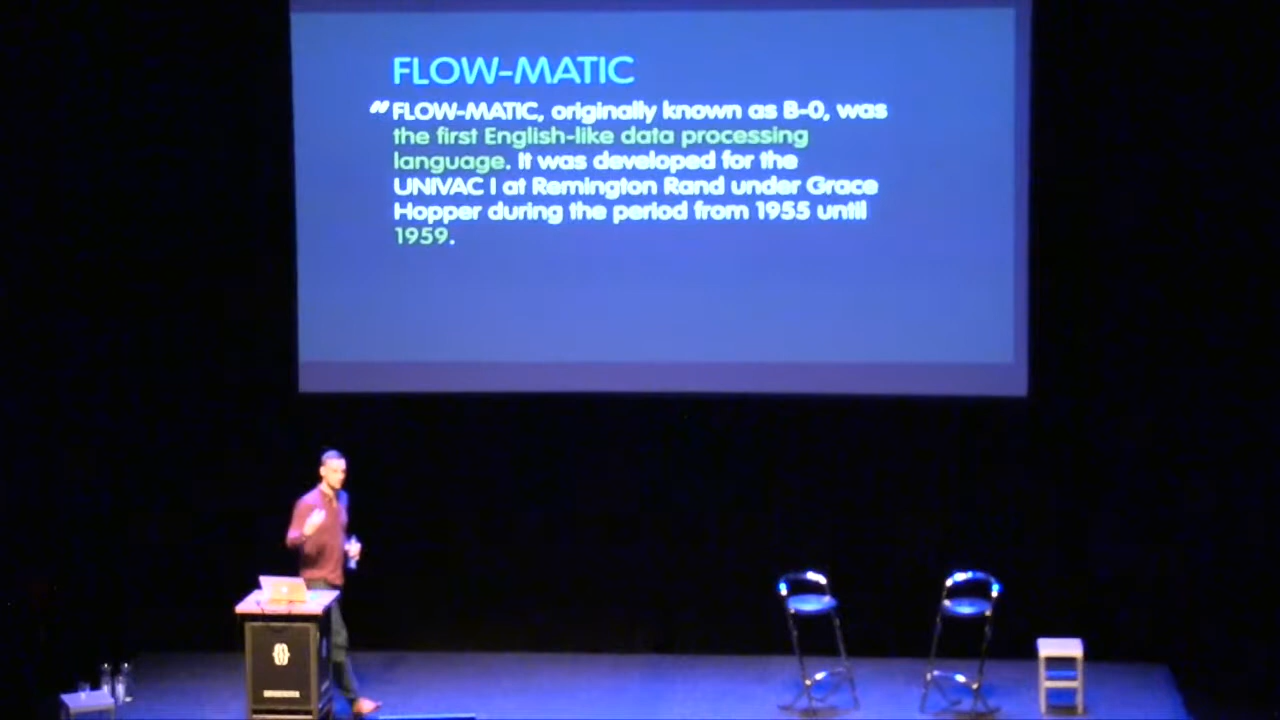 FLOW-MATIC
“FLOW-MATIC, originally known as B-0, was
the first English-like data processing
language. It was developed for the
UNIVAC I at Remington Rand under Grace
Hopper during the period from 1955 until
1959.